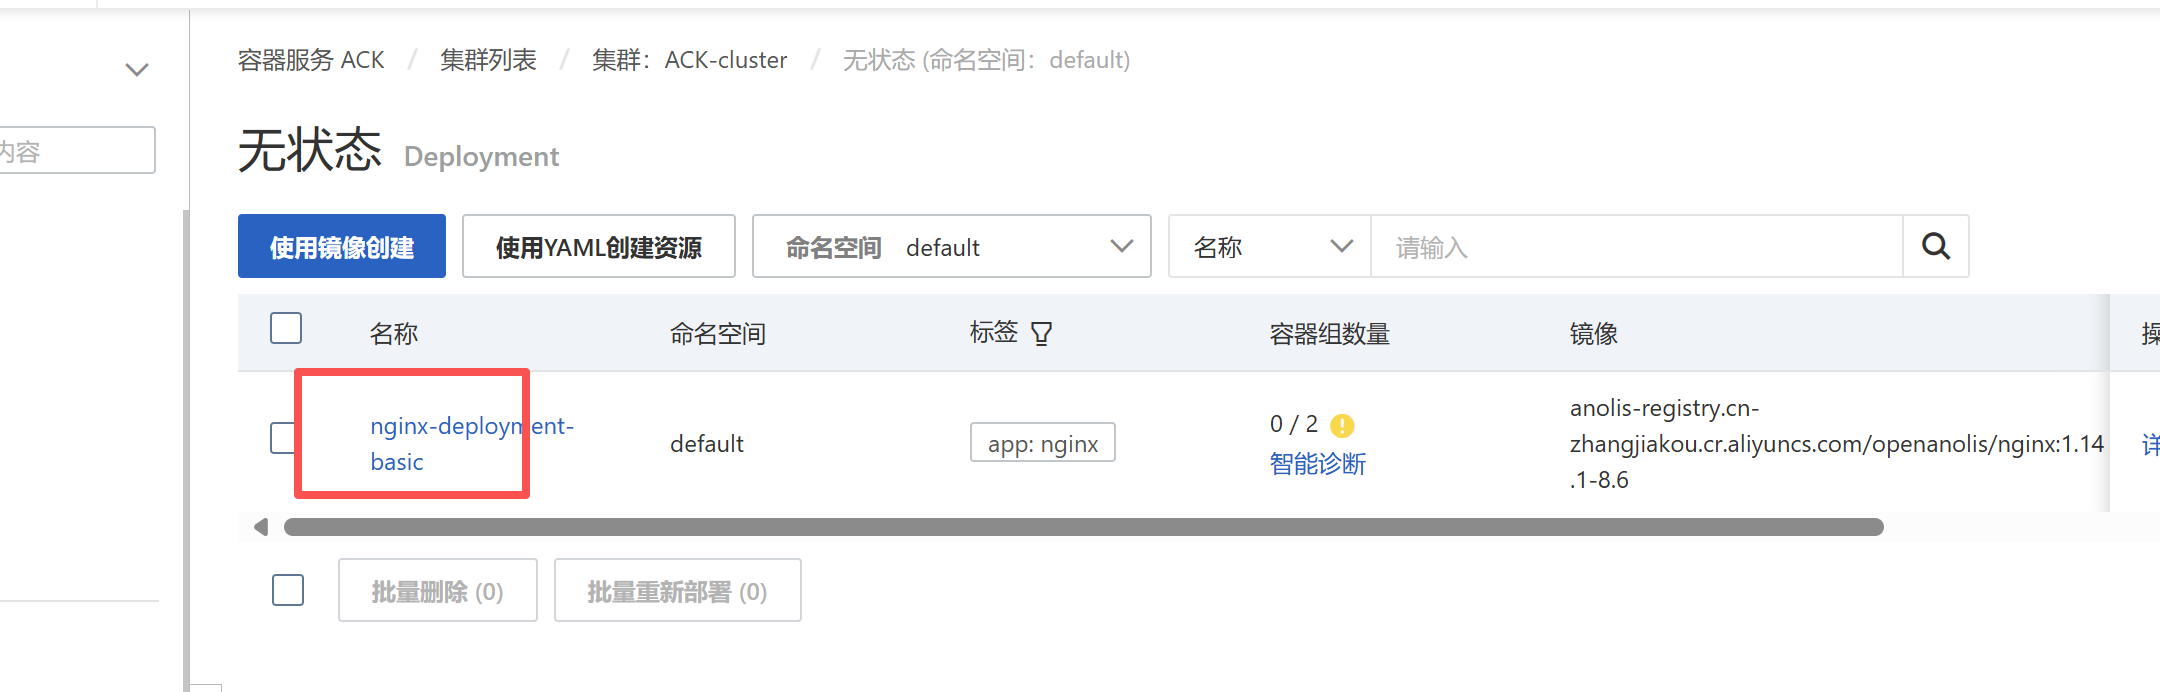 容器服务 ACK / 集群列表 / 集群：ACK-cluster / 无状态 (命名空间：default)
内容
无状态 Deployment
使用镜像创建 使用YAML创建资源 命名空间 default 名称 请输入
名称 命名空间 标签 容器组数量 镜像 操
nginx-deployment-
basic
default
app: nginx
0 / 2
智能诊断
anolis-registry.cn-
zhangjiakou.cr.aliyuncs.com/openanolis/nginx:1.14
.1-8.6
详
批量删除 (0) 批量重新部署 (0)